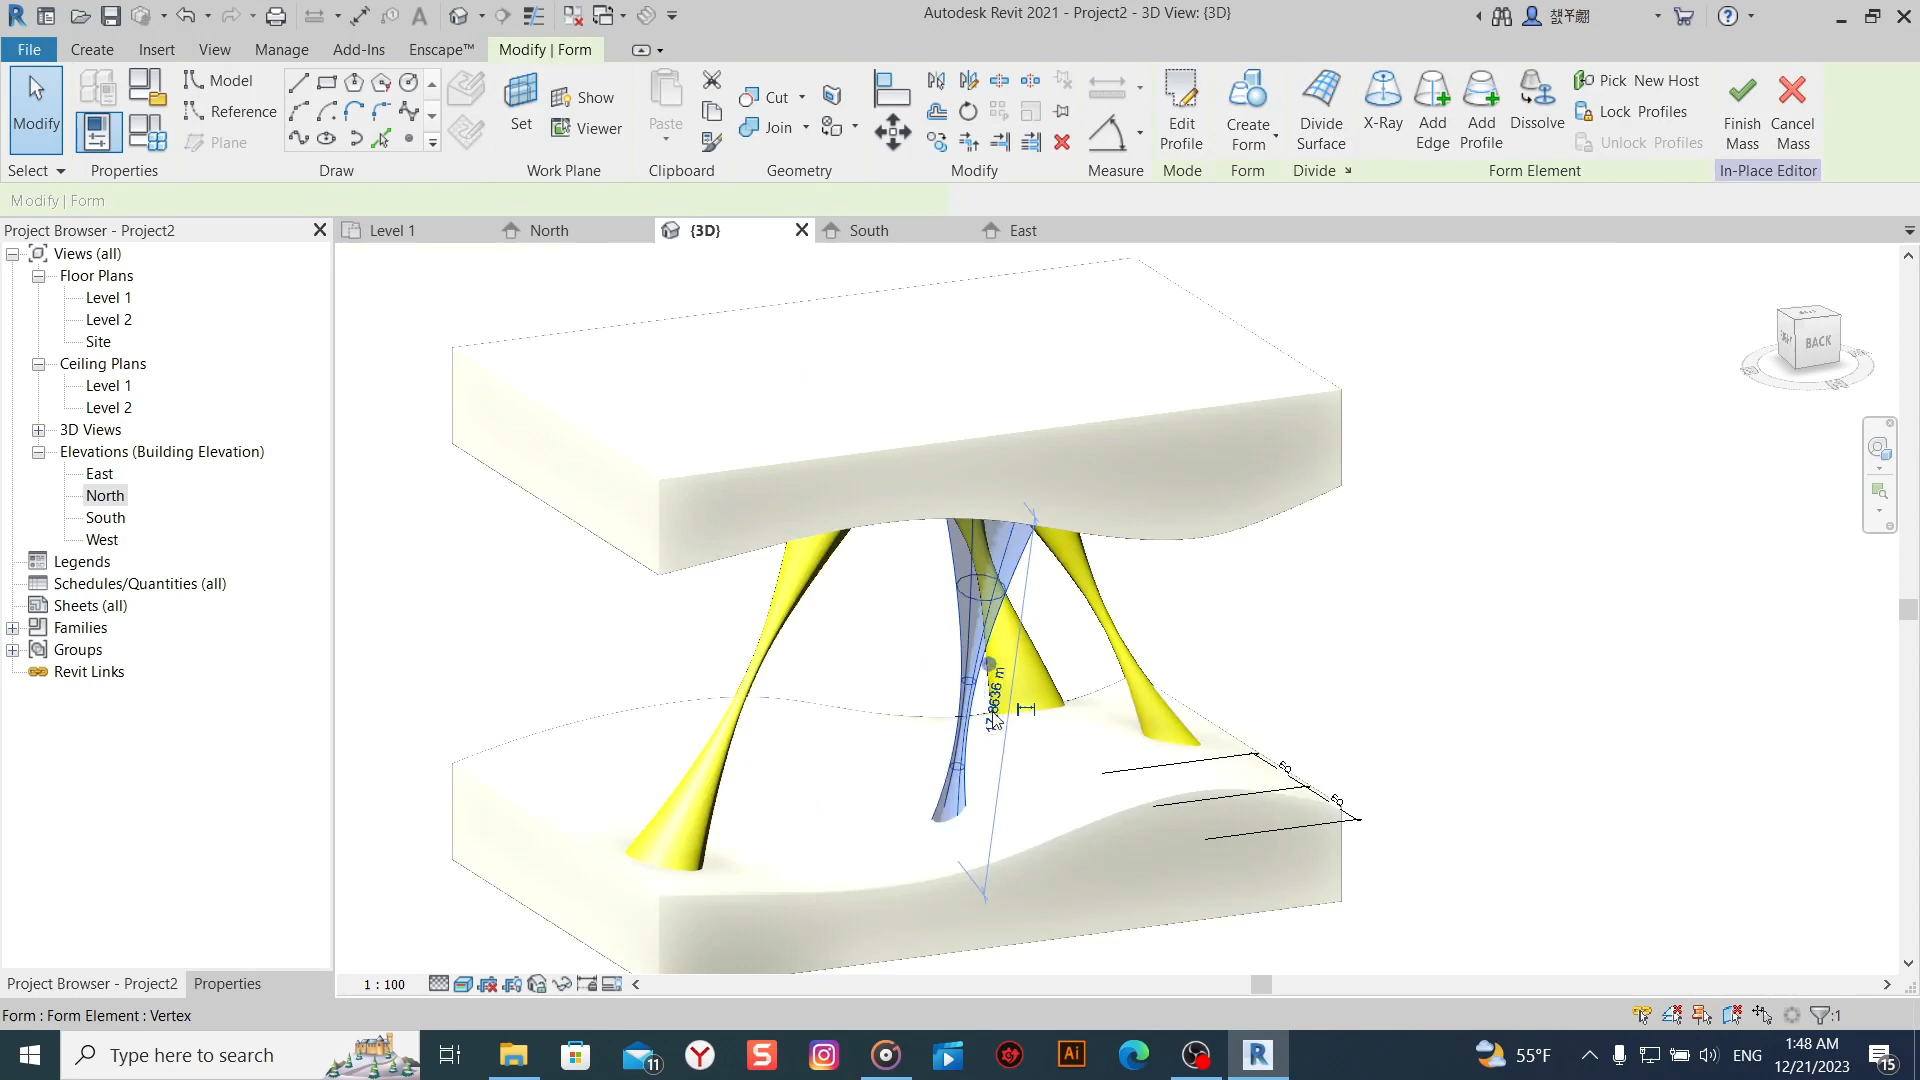 Autodesk Revit 2021 - Project2 - 3D View: {3D}
File
Create
Insert
View
Manage
Add-Ins
Enscape™
Modify | Form
Modify
Model
Reference
Plane
Set
Show
Viewer
Paste
Cut
Join
Edit Profile
Create Form
Divide Surface
X-Ray
Add Edge
Add Profile
Dissolve
Pick New Host
Lock Profiles
Unlock Profiles
Finish Mass
Cancel Mass
Select
Properties
Draw
Work Plane
Clipboard
Geometry
Modify
Measure
Mode
Form
Divide
Form Element
In-Place Editor
Modify | Form
Project Browser - Project2
Level 1
North
{3D}
South
East
Views (all)
Floor Plans
Level 1
Level 2
Site
Ceiling Plans
Level 1
Level 2
3D Views
Elevations (Building Elevation)
East
North
South
West
Legends
Schedules/Quantities (all)
Sheets (all)
Families
Groups
Revit Links
BACK
17.8636 m
EQ
EQ
Project Browser - Project2
Properties
1 : 100
Form : Form Element : Vertex
:1
Type here to search
11
55°F
ENG
1:48 AM
12/21/2023
15